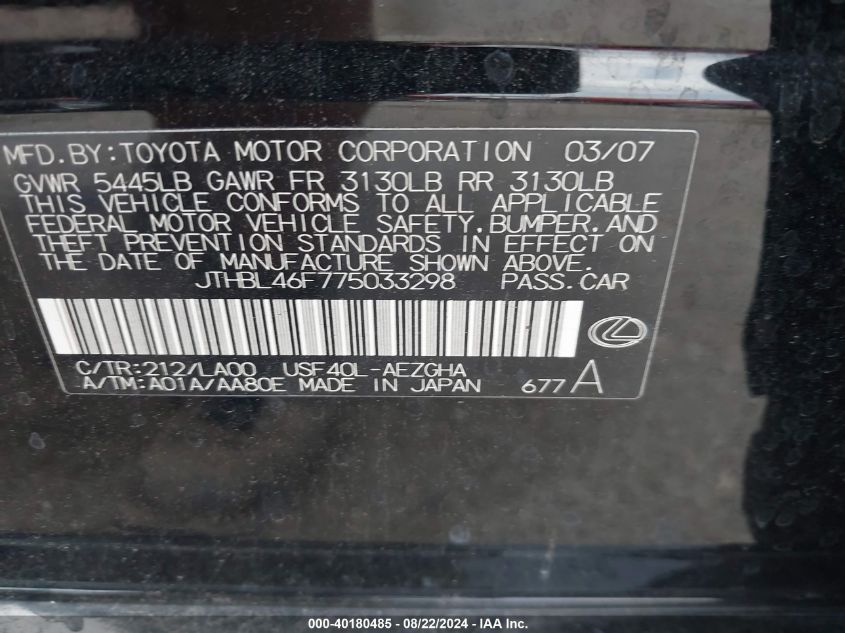 MFD.BY:TOYOTA MOTOR CORPORATION 03/07
GVWR 5445LB GAWR FR 3130LB RR 3130LB
THIS VEHICLE CONFORMS TO ALL APPLICABLE
FEDERAL MOTOR VEHICLE SAFETY,BUMPER,AND
THEFT PREVENTION STANDARDS IN EFFECT ON
THE DATE OF MANUFACTURE SHOWN ABOVE.
JTHBL46F775033298 PASS.CAR
C/TR:212/LA00 USF40L-AEZGHA
A/TM:A01A/AA80E MADE IN JAPAN 677 A
000-40180485 - 08/22/2024 - IAA Inc.